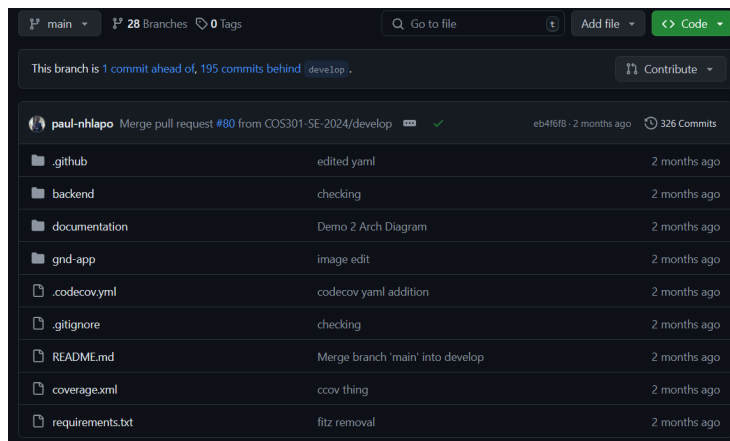 main 28 Branches 0 Tags Go to file t Add file <> Code
This branch is 1 commit ahead of, 195 commits behind develop. Contribute
paul-nhlapo Merge pull request #80 from COS301-SE-2024/develop eb4f6f8 · 2 months ago 326 Commits
.github edited yaml 2 months ago
backend checking 2 months ago
documentation Demo 2 Arch Diagram 2 months ago
gnd-app image edit 2 months ago
.codecov.yml codecov yaml addition 2 months ago
.gitignore checking 2 months ago
README.md Merge branch 'main' into develop 2 months ago
coverage.xml ccov thing 2 months ago
requirements.txt fitz removal 2 months ago